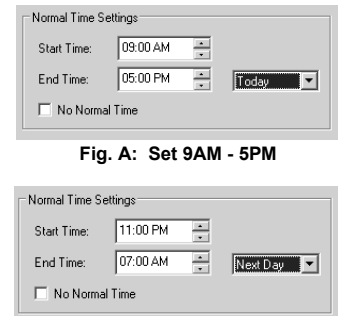 Normal Time Settings
Start Time: 09:00 AM
End Time: 05:00 PM Today
No Normal Time
Fig. A: Set 9AM - 5PM
Normal Time Settings
Start Time: 11:00 PM
End Time: 07:00 AM Next Day
No Normal Time